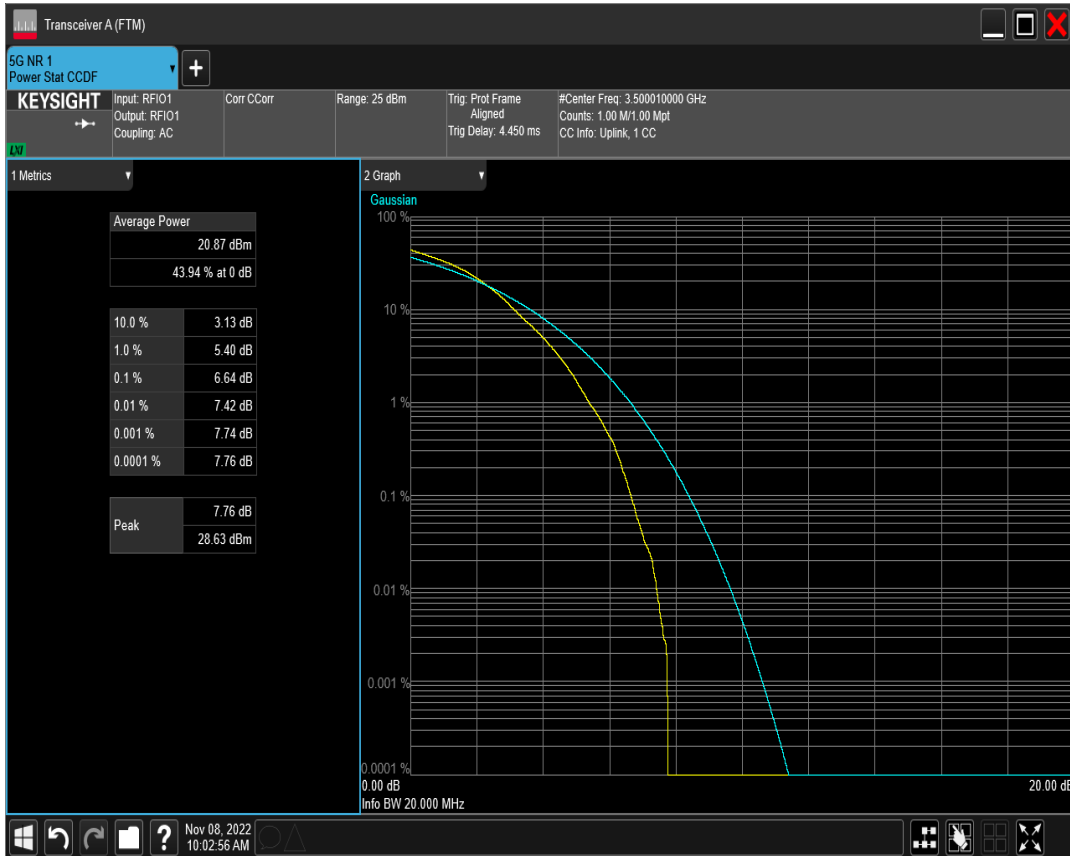 Transceiver A (FTM)
5G NR 1
Power Stat CCDF
+
KEYSIGHT
LXI
Input: RFIO1
Output: RFIO1
Coupling: AC
Corr CCorr
Range: 25 dBm
Trig: Prot Frame
Aligned
Trig Delay: 4.450 ms
#Center Freq: 3.500010000 GHz
Counts: 1.00 M/1.00 Mpt
CC Info: Uplink, 1 CC
1 Metrics
Average Power
20.87 dBm
43.94 % at 0 dB
10.0 % 3.13 dB
1.0 % 5.40 dB
0.1 % 6.64 dB
0.01 % 7.42 dB
0.001 % 7.74 dB
0.0001 % 7.76 dB
Peak 7.76 dB
28.63 dBm
2 Graph
Gaussian
100 %
10 %
1 %
0.1 %
0.01 %
0.001 %
0.0001 %
0.00 dB 20.00 dB
Info BW 20.000 MHz
?
Nov 08, 2022
10:02:56 AM